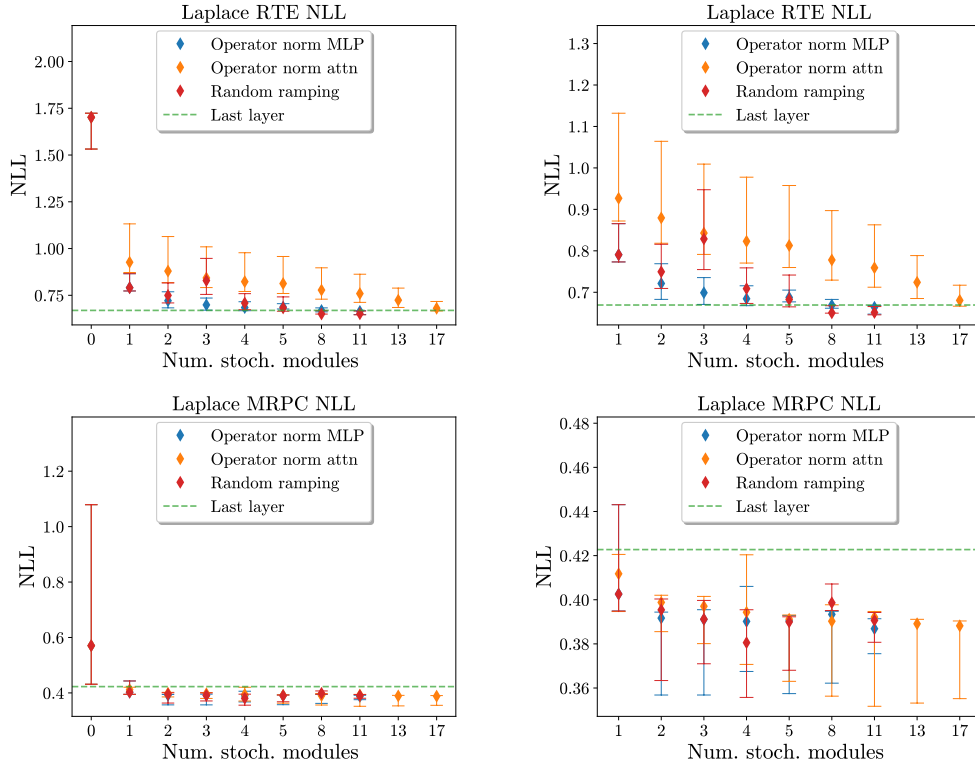 Laplace RTE NLL
NLL
2.00
1.75
1.50
1.25
1.00
0.75
Operator norm MLP
Operator norm attn
Random ramping
Last layer
0 1 2 3 4 5 8 11 13 17
Num. stoch. modules
Laplace RTE NLL
NLL
1.3
1.2
1.1
1.0
0.9
0.8
0.7
Operator norm MLP
Operator norm attn
Random ramping
Last layer
1 2 3 4 5 8 11 13 17
Num. stoch. modules
Laplace MRPC NLL
NLL
1.2
1.0
0.8
0.6
0.4
Operator norm MLP
Operator norm attn
Random ramping
Last layer
0 1 2 3 4 5 8 11 13 17
Num. stoch. modules
Laplace MRPC NLL
NLL
0.48
0.46
0.44
0.42
0.40
0.38
0.36
Operator norm MLP
Operator norm attn
Random ramping
Last layer
1 2 3 4 5 8 11 13 17
Num. stoch. modules